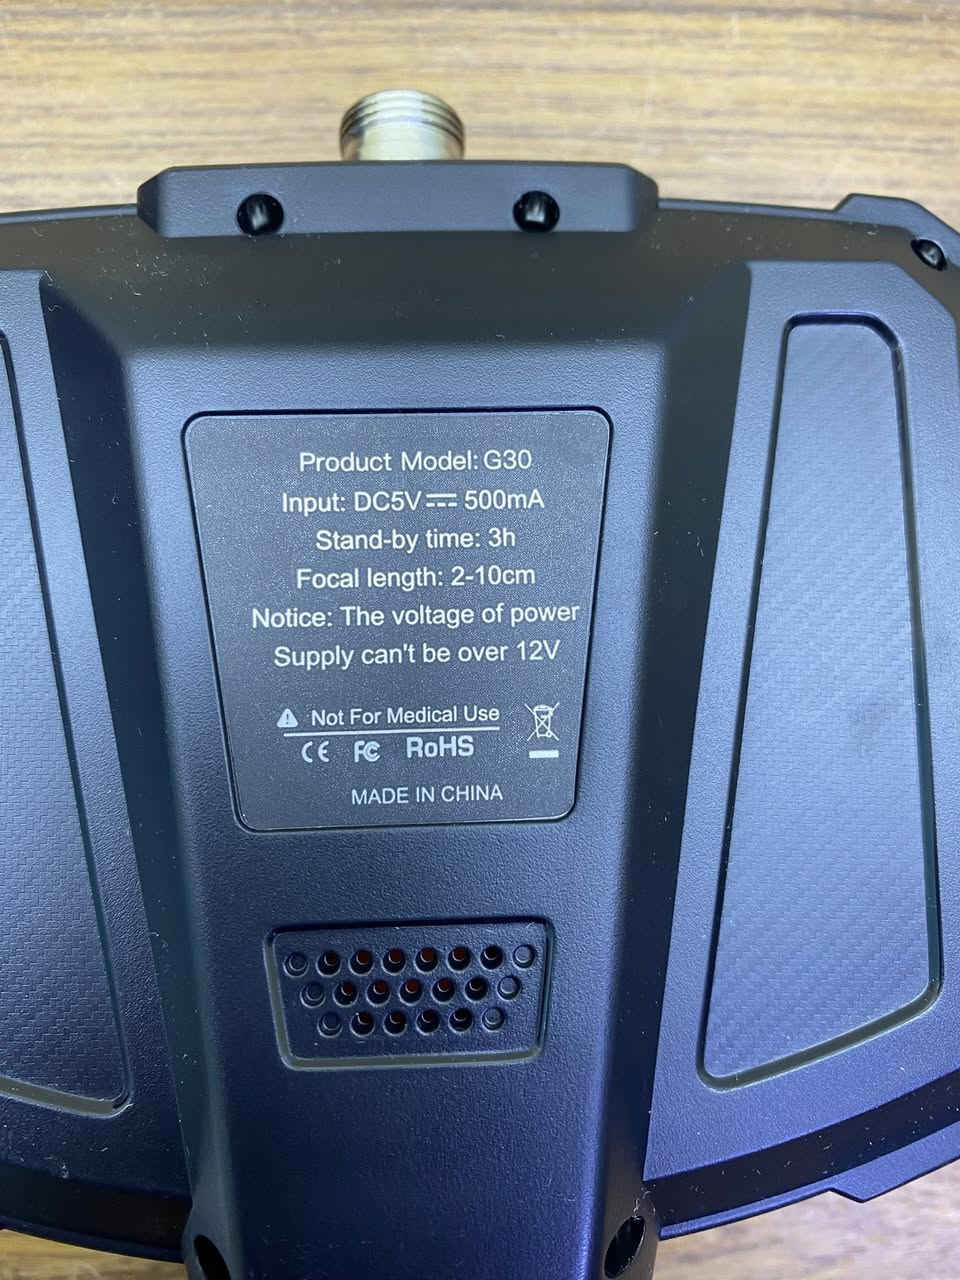 Product Model: G30
Input: DC5V⎓500mA
Stand-by time: 3h
Focal length: 2-10cm
Notice: The voltage of power
Supply can't be over 12V
Not For Medical Use
CE FC RoHS
MADE IN CHINA